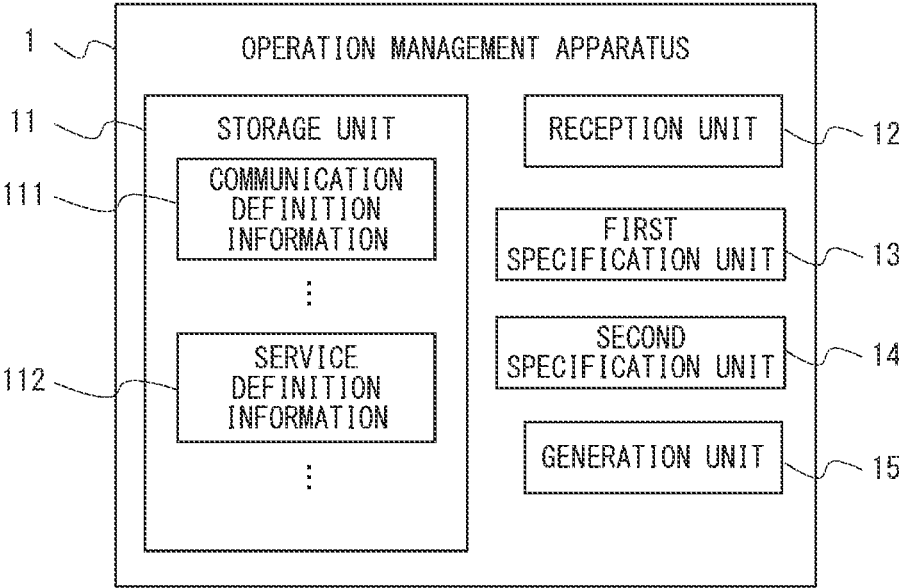 1
OPERATION MANAGEMENT APPARATUS
11
STORAGE UNIT
111
COMMUNICATION
DEFINITION
INFORMATION
⋮
112
SERVICE
DEFINITION
INFORMATION
⋮
RECEPTION UNIT
12
FIRST
SPECIFICATION UNIT
13
SECOND
SPECIFICATION UNIT
14
GENERATION UNIT
15